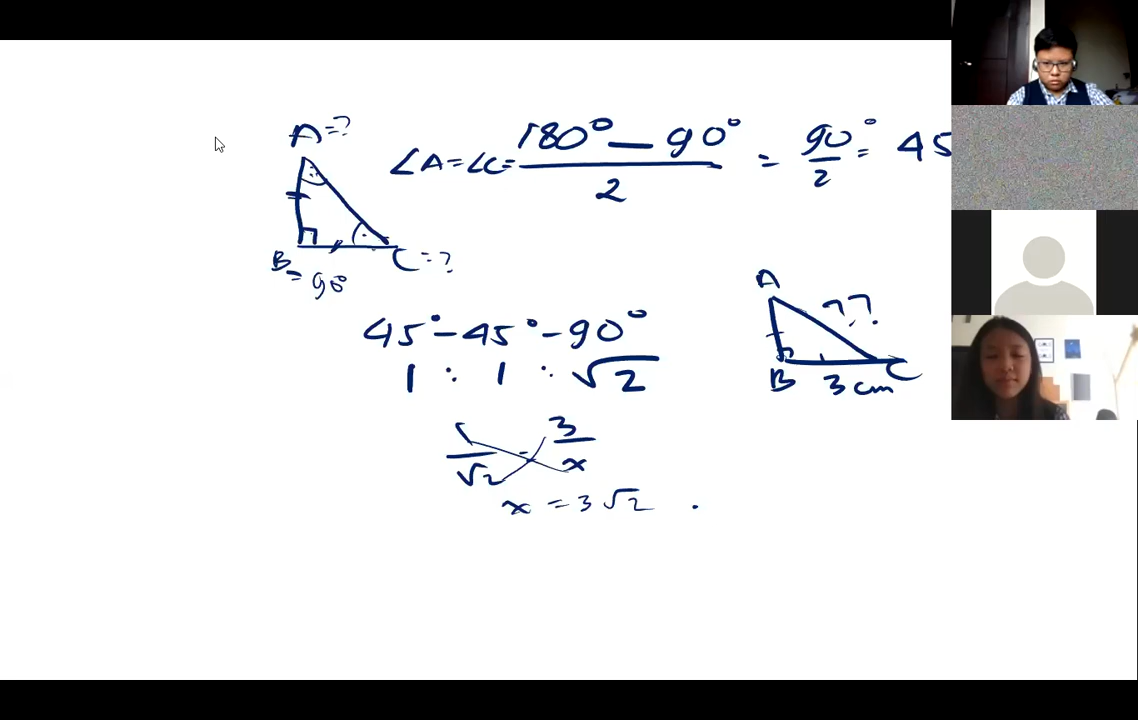 A=?
∠A=∠C= 180° - 90° / 2 = 90° / 2 = 45
B = 90°
C=?
45° - 45° - 90°
1 : 1 : √2
A
??
B 3 cm C
1/√2 = 3/x
x = 3√2